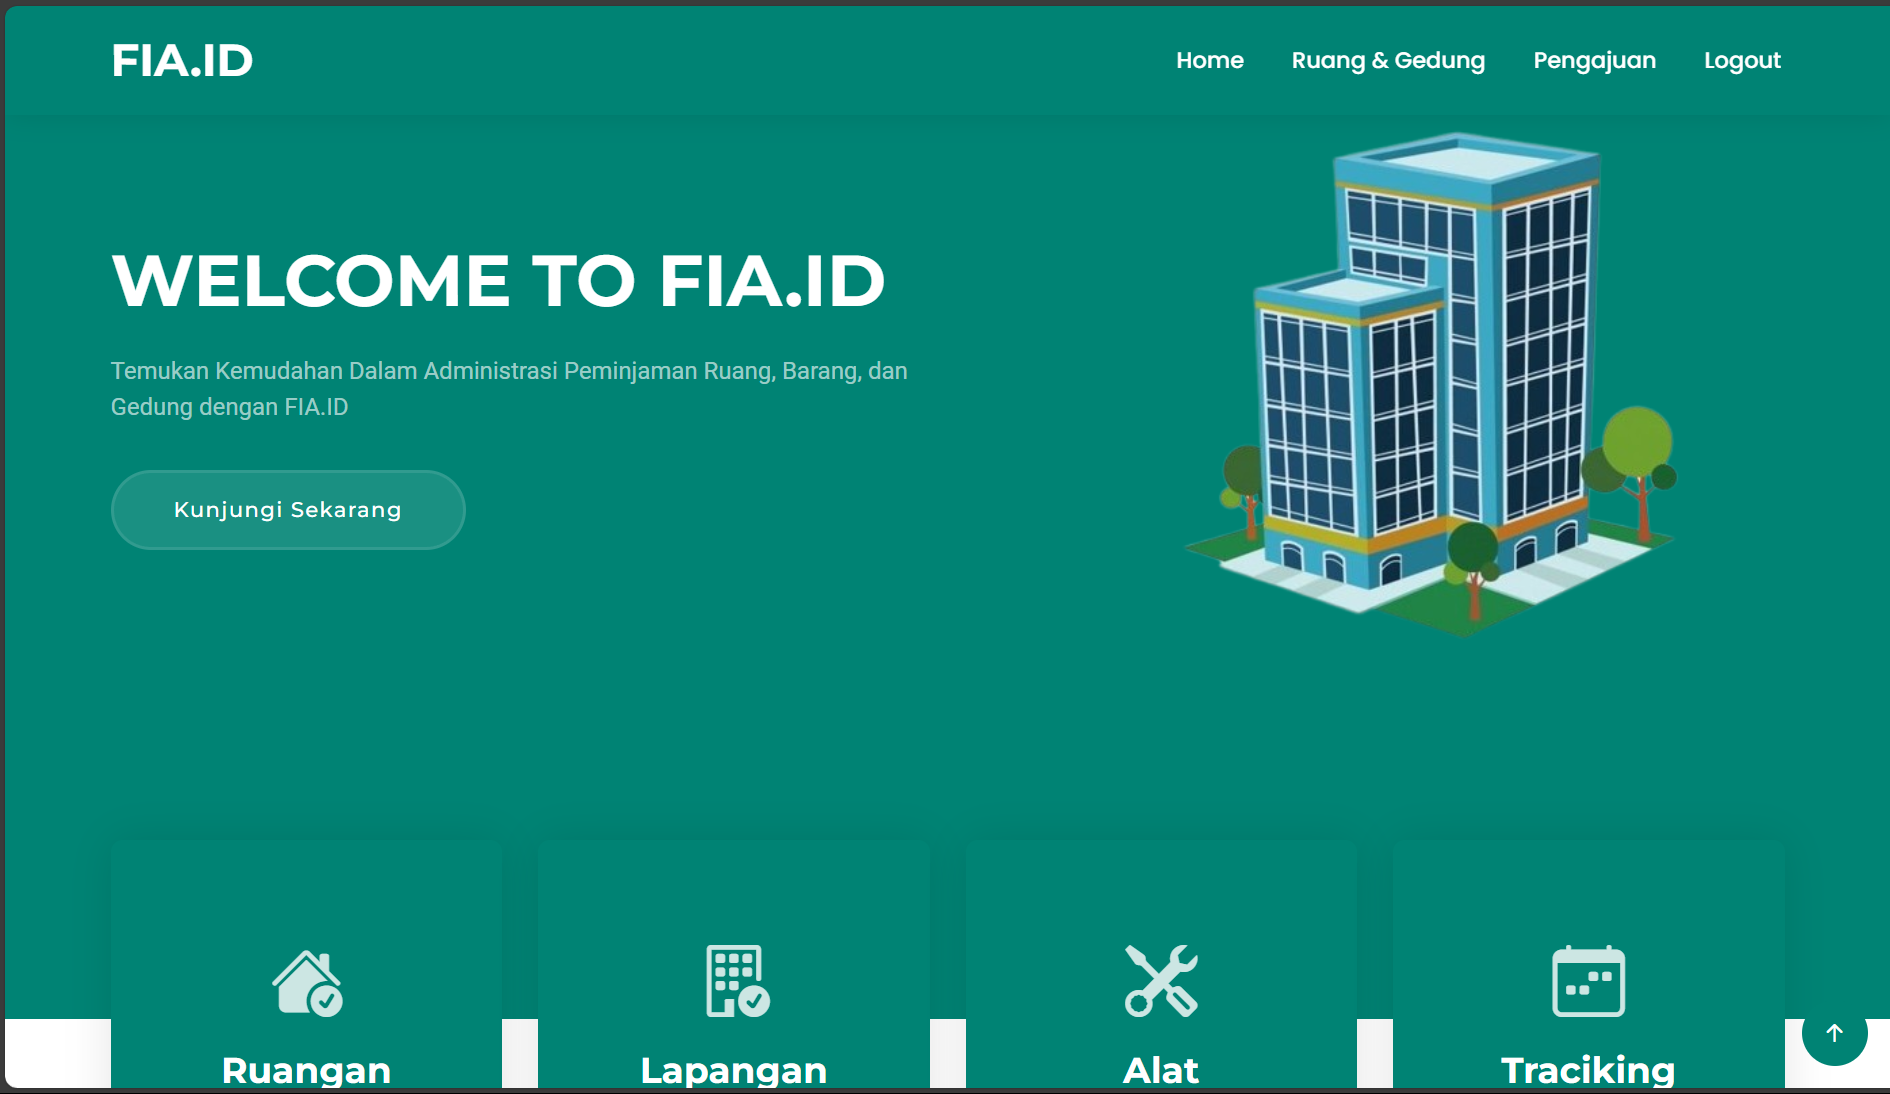 FIA.ID
Home
Ruang & Gedung
Pengajuan
Logout
WELCOME TO FIA.ID
Temukan Kemudahan Dalam Administrasi Peminjaman Ruang, Barang, dan
Gedung dengan FIA.ID
Kunjungi Sekarang
Ruangan
Lapangan
Alat
Traciking